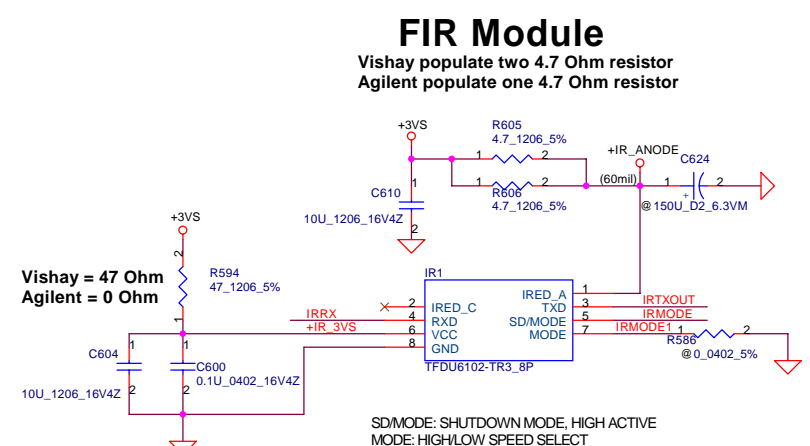 FIR Module
Vishay populate two 4.7 Ohm resistor
Agilent populate one 4.7 Ohm resistor
+3VS
R605
4.7_1206_5%
1 2
+IR_ANODE
C624
1 2
+
@150U_D2_6.3VM
(60mil)
R606
4.7_1206_5%
1 2
C610
10U_1206_16V4Z
1
2
+3VS
Vishay = 47 Ohm
Agilent = 0 Ohm
R594
47_1206_5%
2
1
IR1
IRED_C
RXD
VCC
GND
IRED_A
TXD
SD/MODE
MODE
2
4
6
8
1
3
5
7
IRRX
+IR_3VS
IRTXOUT
IRMODE
IRMODE1
TFDU6102-TR3_8P
R586
@0_0402_5%
1 2
C604
10U_1206_16V4Z
1
2
C600
0.1U_0402_16V4Z
1
2
SD/MODE: SHUTDOWN MODE, HIGH ACTIVE
MODE: HIGH/LOW SPEED SELECT